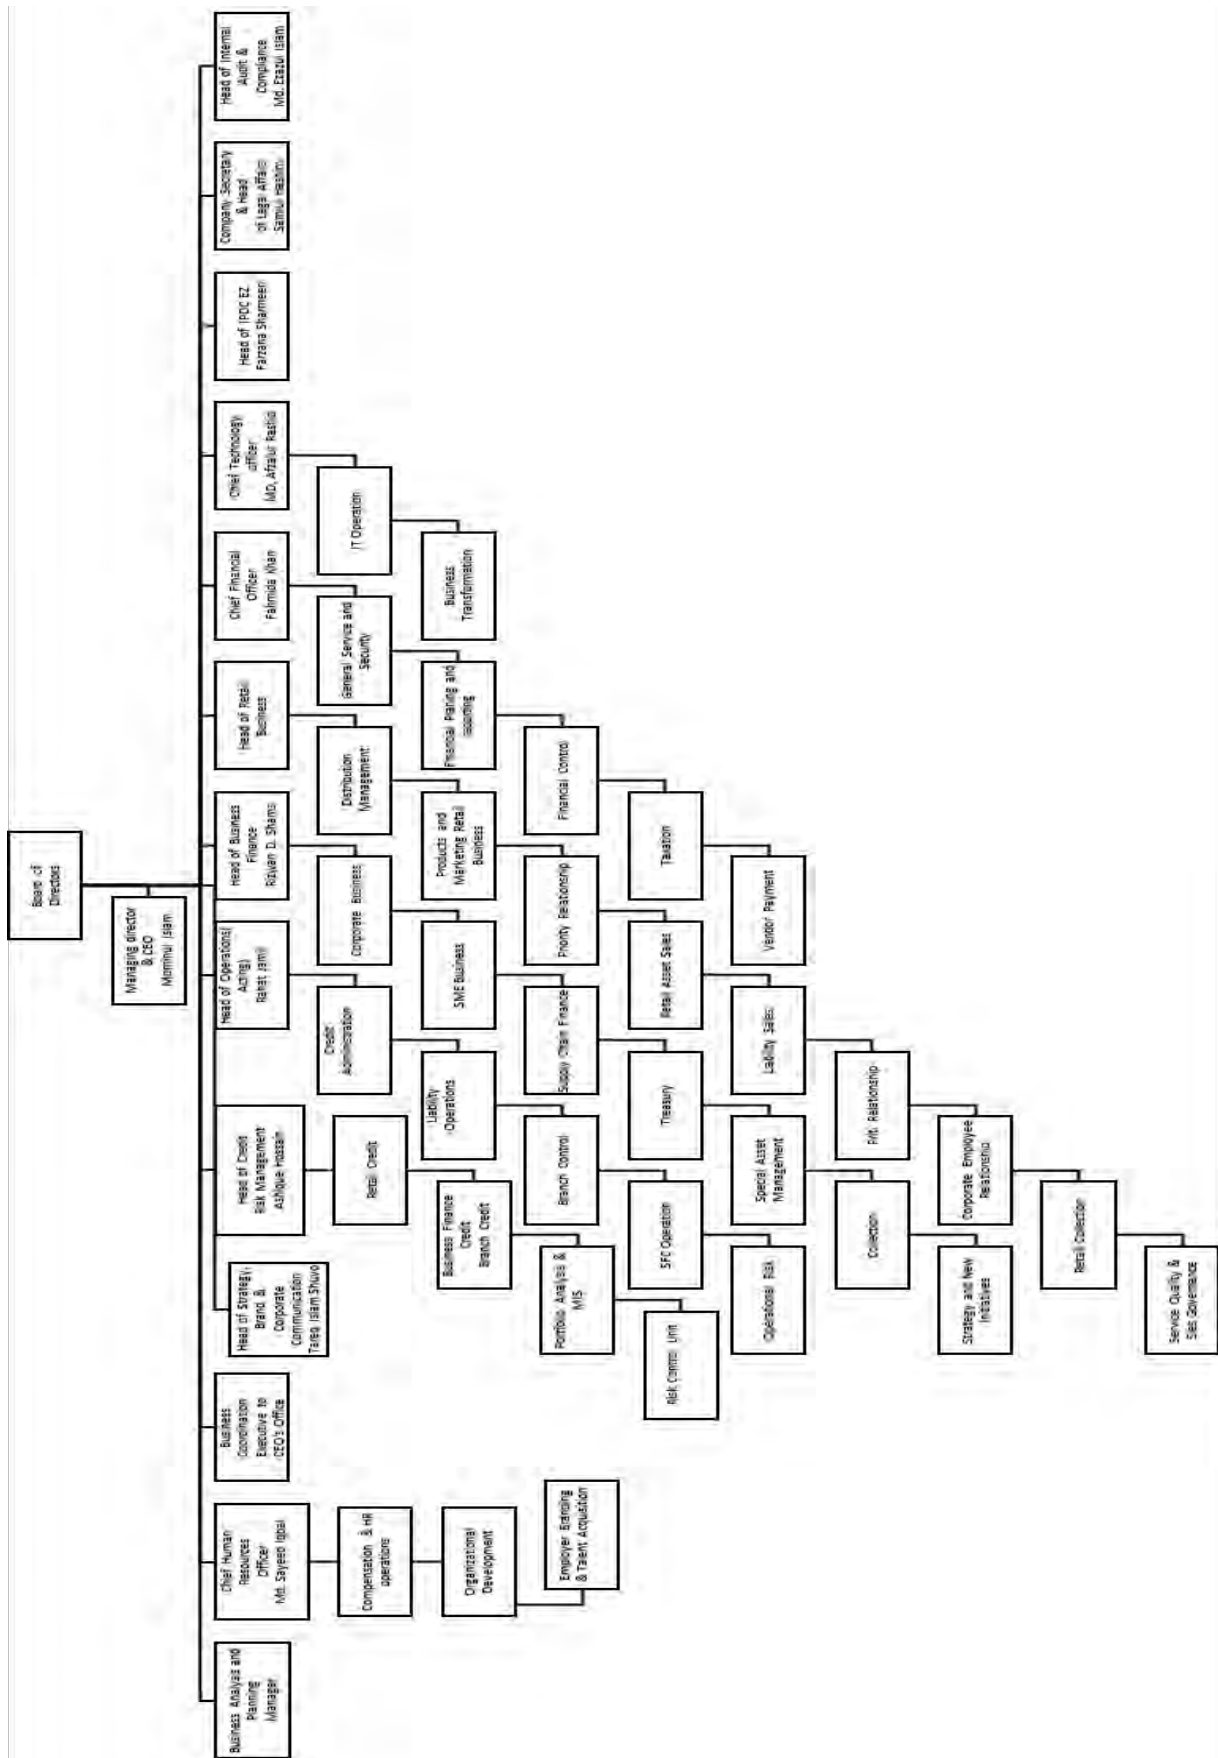 Board of
Directors
Managing director
& CEO
Mominul Islam
Business Analysis and
Planning
Manager
Chief Human
Resources
Officer
Md. Sayeed Iqbal
Business
Coordination
Executive to
CEO's Office
Head of Strategy,
Brand &
Corporate
Communication
Tareq Islam Shuvo
Head of Credit
Risk Management
Ashique Hossain
Head of Operations(
Acting)
Rahat Jamil
Head of Business
Finance
Rizwan D. Shams
Head of Retail
Business
Chief Financial
Officer
Fahmida Khan
Chief Technology
officer
MD. Afzalur Rashid
Head of IPDC EZ
Farzana Sharmeen
Company Secretary
& Head
of Legal Affairs
Samiul Hashim
Head of Internal
Audit &
Compliance
Md. Ezazul Islam
Compensation & HR
operations
Retail Credit
Credit
Administration
Corporate Business
Distribution
Management
General Service and
Security
IT Operation
Organizational
Development
Business Finance
Credit
Branch Credit
Liability
Operations
SME Business
Products and
Marketing Retail
Business
Financial Planing and
reporting
Business
Transformation
Employer Branding
& Talent Acquisition
Portfolio Analysis &
MIS
Branch Control
Supply Chain Finance
Priority Relationship
Financial Control
Risk Control Unit
SFC Operation
Treasury
Retail Asset Sales
Taxation
Operational Risk
Special Asset
Management
Liability Sales
Vendor Payment
Collection
Priti Relationship
Strategy and New
Initiatives
Corporate Employee
Relationship
Retail Collection
Service Quality &
Sles Governance